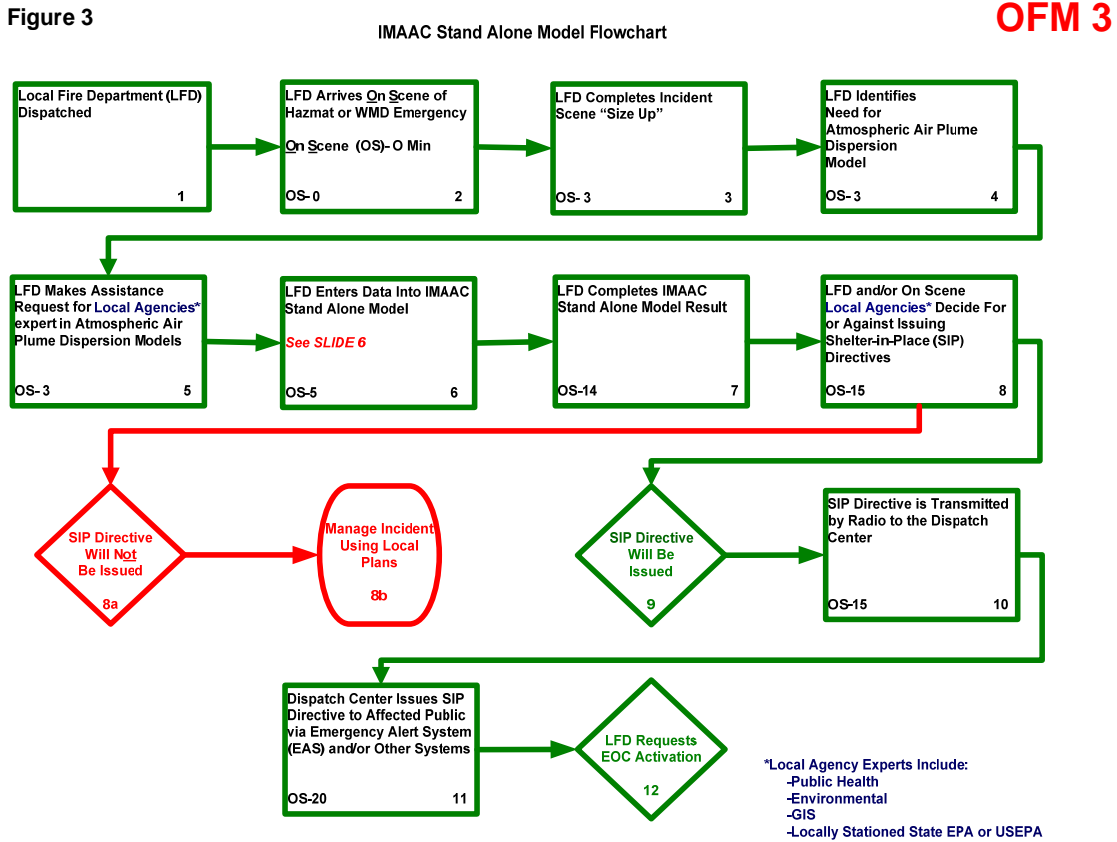 Figure 3
OFM 3
IMAAC Stand Alone Model Flowchart
Local Fire Department (LFD)
Dispatched
1
LFD Arrives On Scene of
Hazmat or WMD Emergency
On Scene (OS)- O Min
OS- 0
2
LFD Completes Incident
Scene “Size Up”
OS- 3
3
LFD Identifies
Need for
Atmospheric Air Plume
Dispersion
Model
OS- 3
4
LFD Makes Assistance
Request for Local Agencies*
expert in Atmospheric Air
Plume Dispersion Models
OS- 3
5
LFD Enters Data Into IMAAC
Stand Alone Model
See SLIDE 6
OS-5
6
LFD Completes IMAAC
Stand Alone Model Result
OS-14
7
LFD and/or On Scene
Local Agencies* Decide For
or Against Issuing
Shelter-in-Place (SIP)
Directives
OS-15
8
SIP Directive
Will Not
Be Issued
8a
Manage Incident
Using Local
Plans
8b
SIP Directive
Will Be
Issued
9
SIP Directive is Transmitted
by Radio to the Dispatch
Center
OS-15
10
Dispatch Center Issues SIP
Directive to Affected Public
via Emergency Alert System
(EAS) and/or Other Systems
OS-20
11
LFD Requests
EOC Activation
12
*Local Agency Experts Include:
-Public Health
-Environmental
-GIS
-Locally Stationed State EPA or USEPA